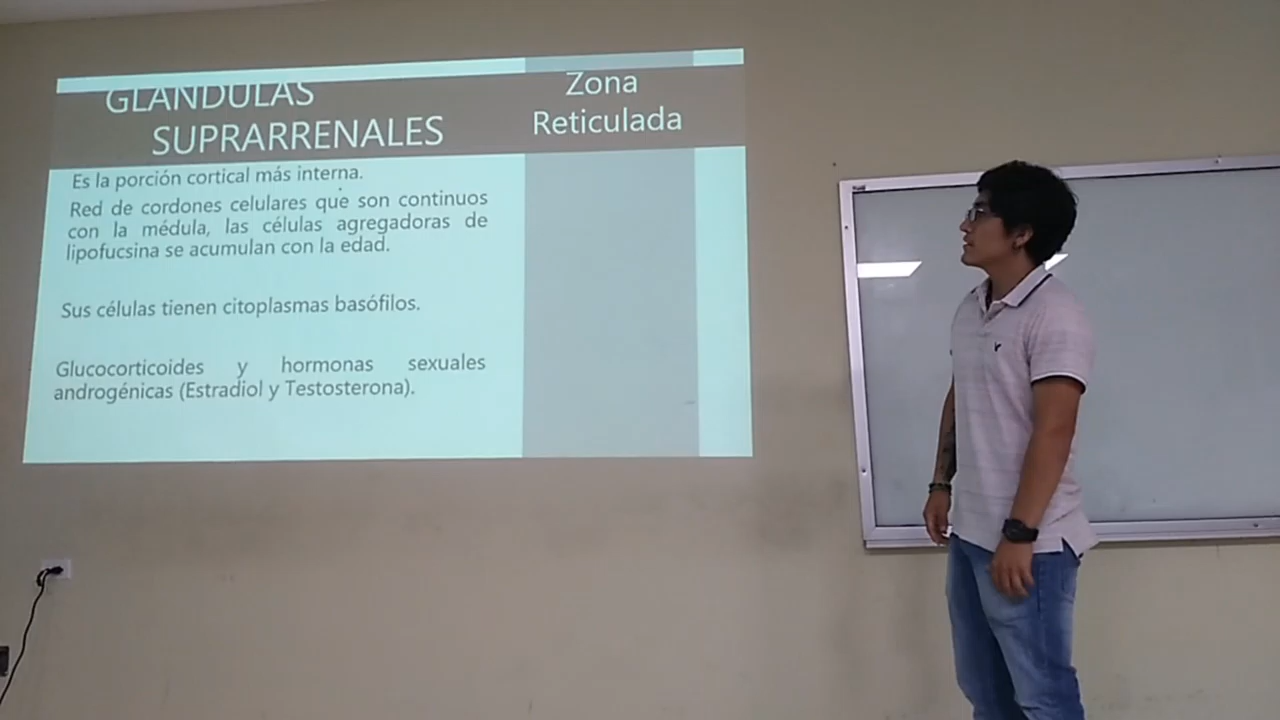 GLÁNDULAS
SUPRARRENALES
Zona
Reticulada
Es la porción cortical más interna.
Red de cordones celulares que son continuos
con la médula, las células agregadoras de
lipofucsina se acumulan con la edad.
Sus células tienen citoplasmas basófilos.
Glucocorticoides y hormonas sexuales
androgénicas (Estradiol y Testosterona).